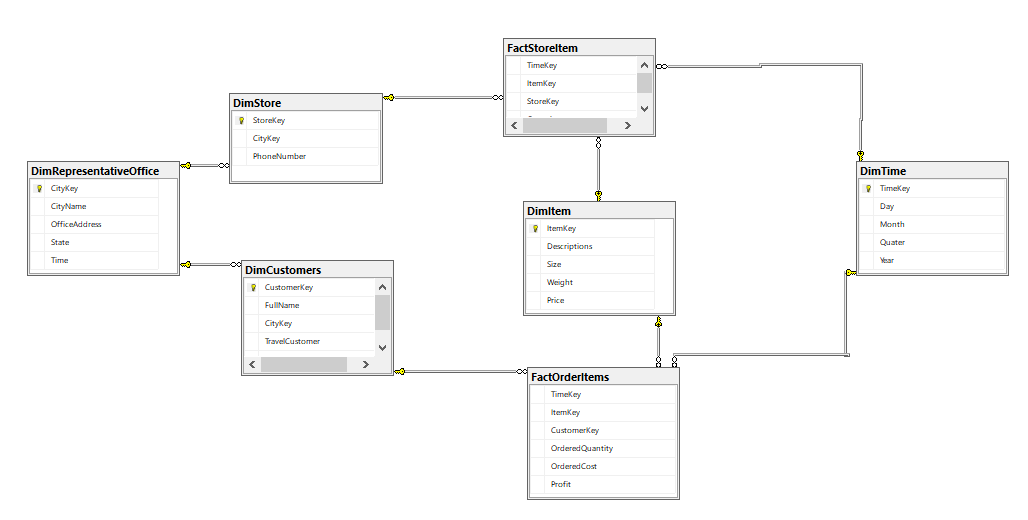 FactStoreItem
TimeKey
ItemKey
StoreKey
DimStore
StoreKey
CityKey
PhoneNumber
DimRepresentativeOffice
CityKey
CityName
OfficeAddress
State
Time
DimTime
TimeKey
Day
Month
Quater
Year
DimItem
ItemKey
Descriptions
Size
Weight
Price
DimCustomers
CustomerKey
FullName
CityKey
TravelCustomer
FactOrderItems
TimeKey
ItemKey
CustomerKey
OrderedQuantity
OrderedCost
Profit